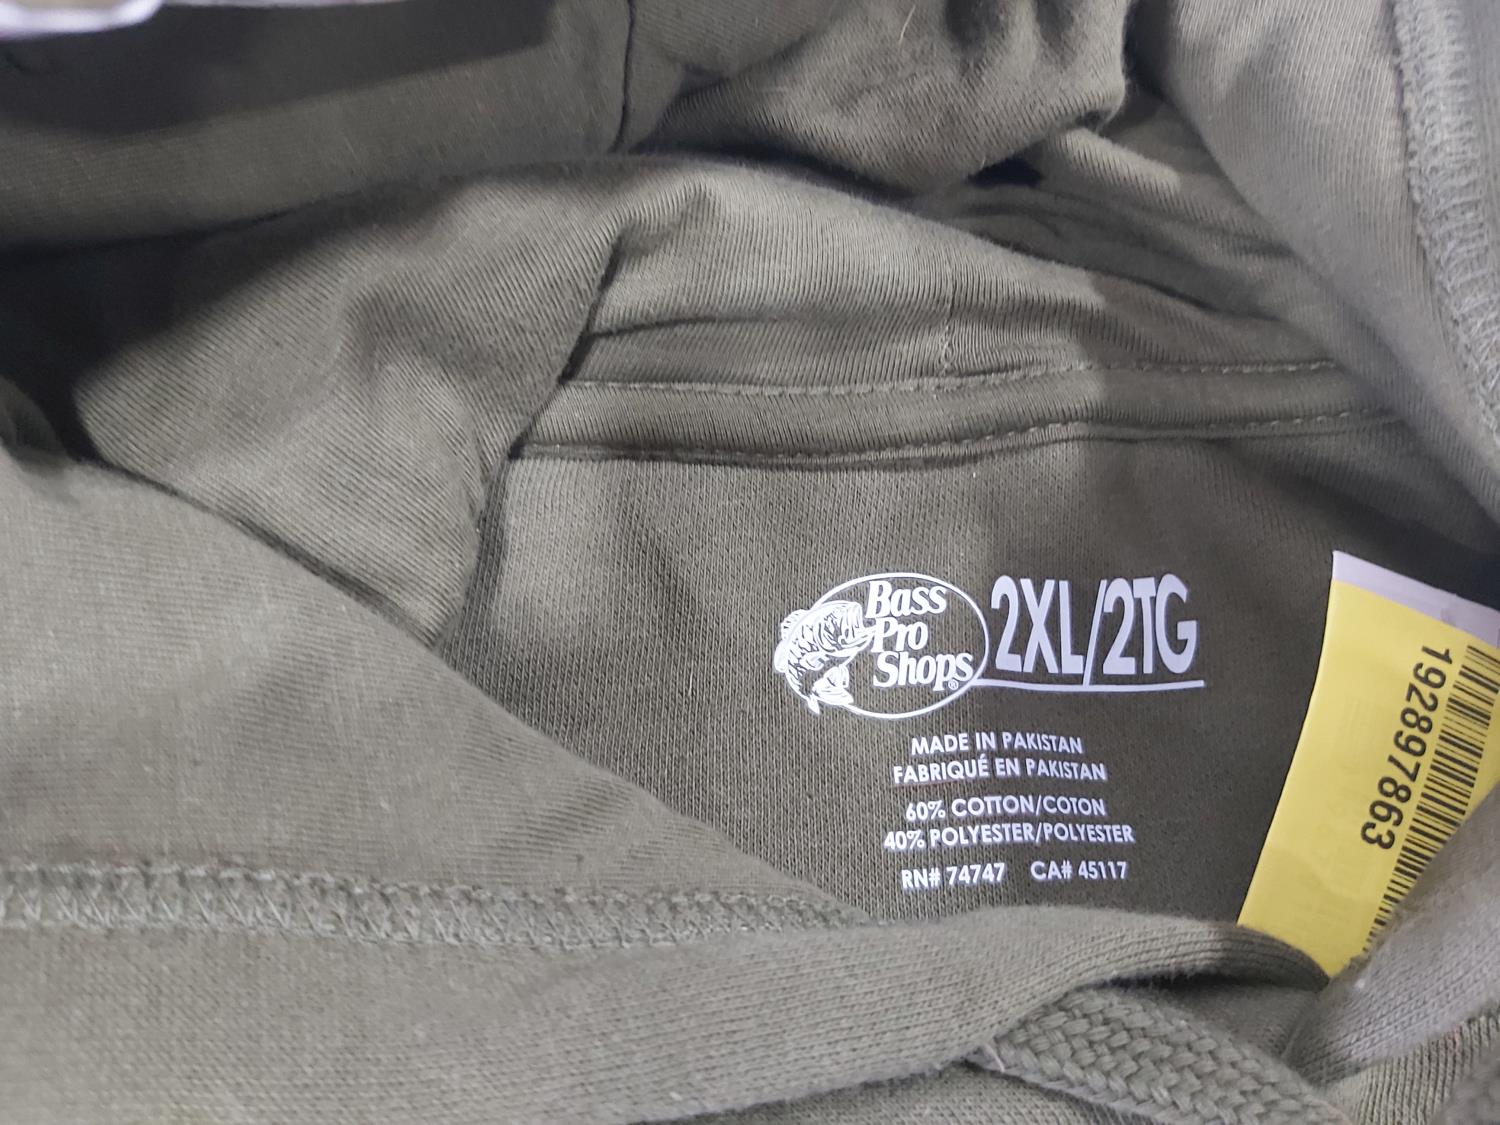 Bass
Pro
Shops®
2XL/2TG
MADE IN PAKISTAN
FABRIQUÉ EN PAKISTAN
60% COTTON/COTON
40% POLYESTER/POLYESTER
RN# 74747 CA# 45117
192897863